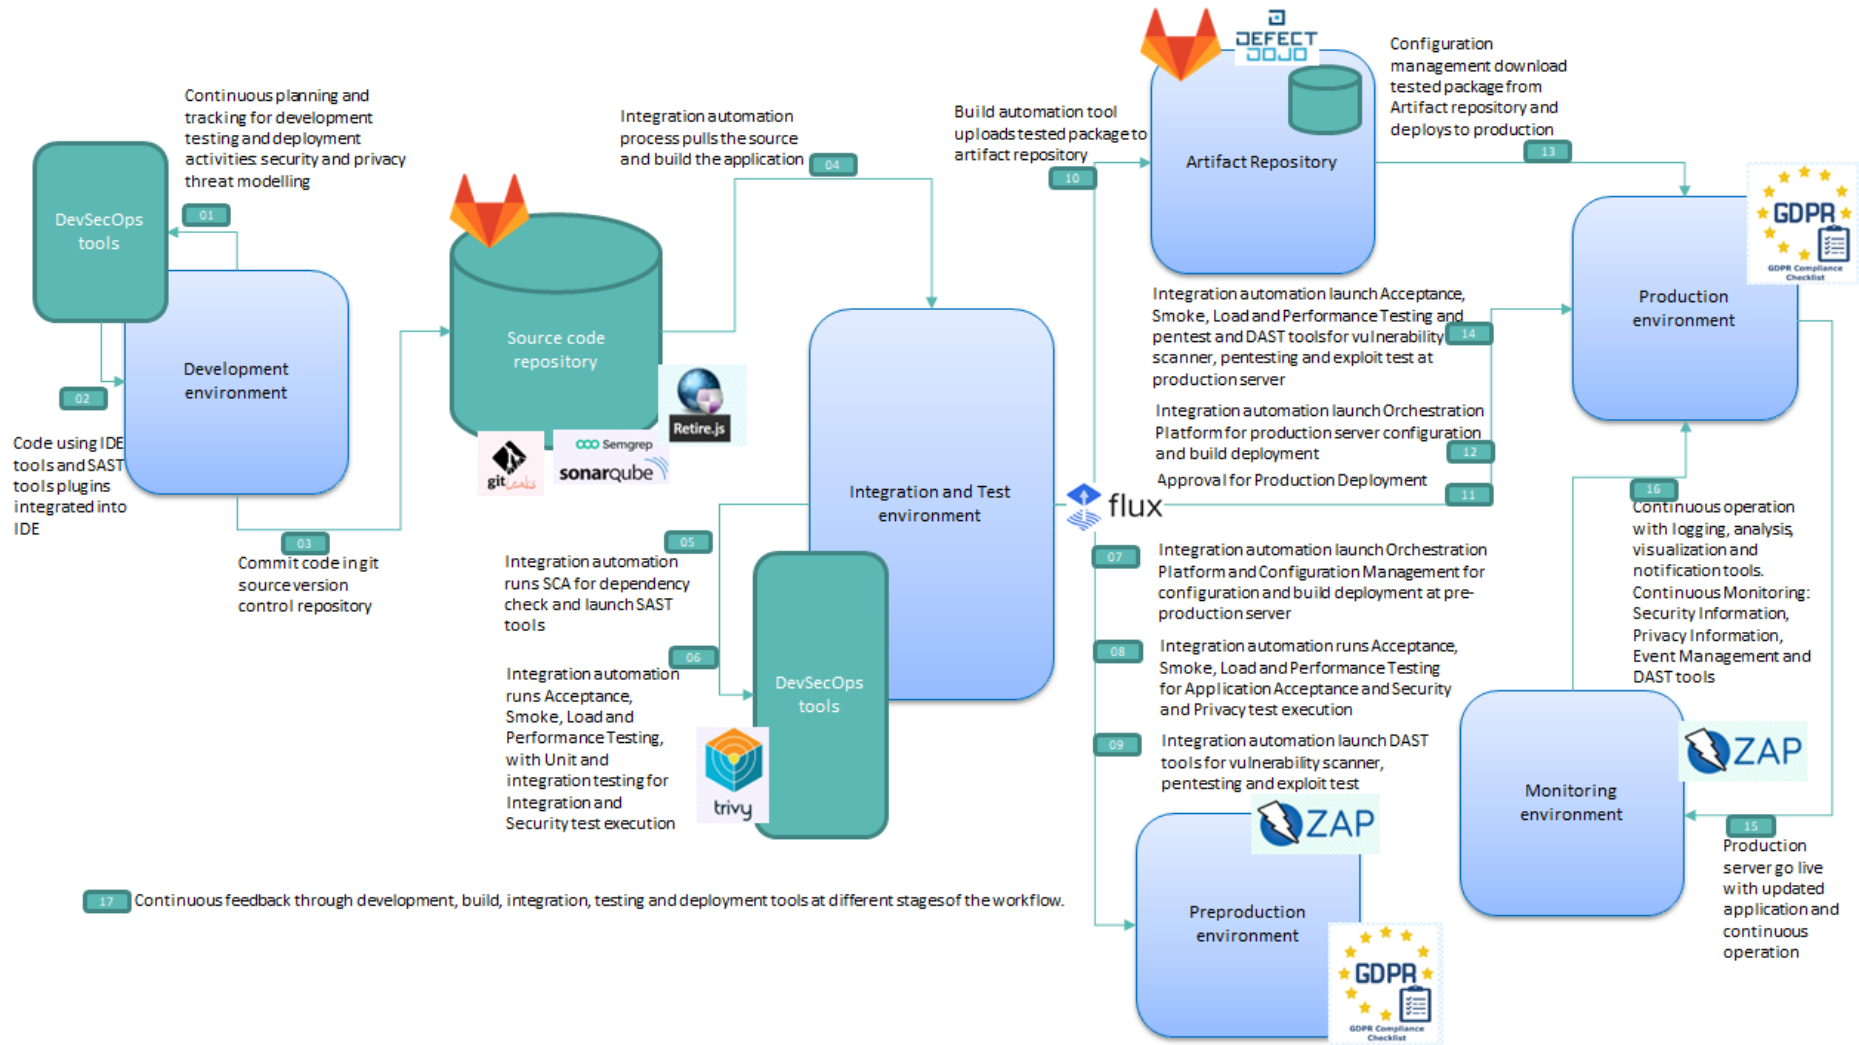 Continuous planning and
tracking for development
testing and deployment
activities: security and privacy
threat modelling
01
DevSecOps
tools
Development
environment
02
Code using IDE
tools and SAST
tools plugins
integrated into
IDE
03
Commit code in git
source version
control repository
Source code
repository
git
Leaks
Semgrep
sonarqube
Retire.js
Integration automation
process pulls the source
and build the application
04
Integration and Test
environment
05
Integration automation
runs SCA for dependency
check and launch SAST
tools
06
Integration automation
runs Acceptance,
Smoke, Load and
Performance Testing,
with Unit and
integration testing for
Integration and
Security test execution
DevSecOps
tools
trivy
flux
07
Integration automation launch Orchestration
Platform and Configuration Management for
configuration and build deployment at pre-
production server
08
Integration automation runs Acceptance,
Smoke, Load and Performance Testing
for Application Acceptance and Security
and Privacy test execution
09
Integration automation launch DAST
tools for vulnerability scanner,
pentesting and exploit test
ZAP
Preproduction
environment
GDPR
GDPR Compliance
Checklist
Build automation tool
uploads tested package to
artifact repository
10
DEFECT
DOJO
Artifact Repository
Approval for Production Deployment
11
Integration automation launch Orchestration
Platform for production server configuration
and build deployment
12
Configuration
management download
tested package from
Artifact repository and
deploys to production
13
Integration automation launch Acceptance,
Smoke, Load and Performance Testing and
pentest and DAST tools for vulnerability
scanner, pentesting and exploit test at
production server
14
Production
environment
GDPR
GDPR Compliance
Checklist
15
Production
server go live
with updated
application and
continuous
operation
16
Continuous operation
with logging, analysis,
visualization and
notification tools.
Continuous Monitoring:
Security Information,
Privacy Information,
Event Management and
DAST tools
Monitoring
environment
ZAP
17
Continuous feedback through development, build, integration, testing and deployment tools at different stages of the workflow.